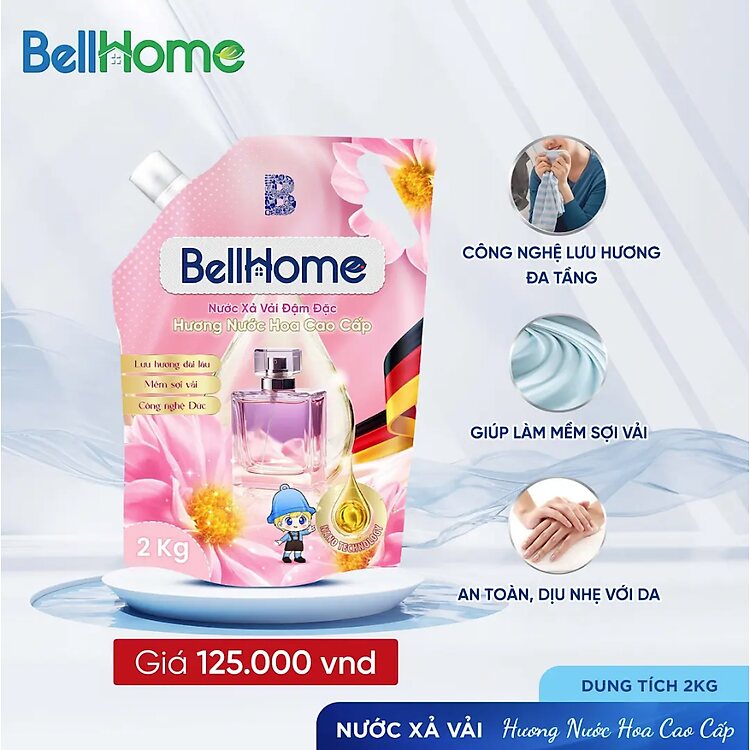 BellHome
B
BellHome
Nước Xả Vải Đậm Đặc
Hương Nước Hoa Cao Cấp
Lưu hương dài lâu
Mềm sợi vải
Công nghệ Đức
NANO TECHNOLOGY
2 Kg
CÔNG NGHỆ LƯU HƯƠNG
ĐA TẦNG
GIÚP LÀM MỀM SỢI VẢI
AN TOÀN, DỊU NHẸ VỚI DA
Giá 125.000 vnd
DUNG TÍCH 2KG
NƯỚC XẢ VẢI Hương Nước Hoa Cao Cấp